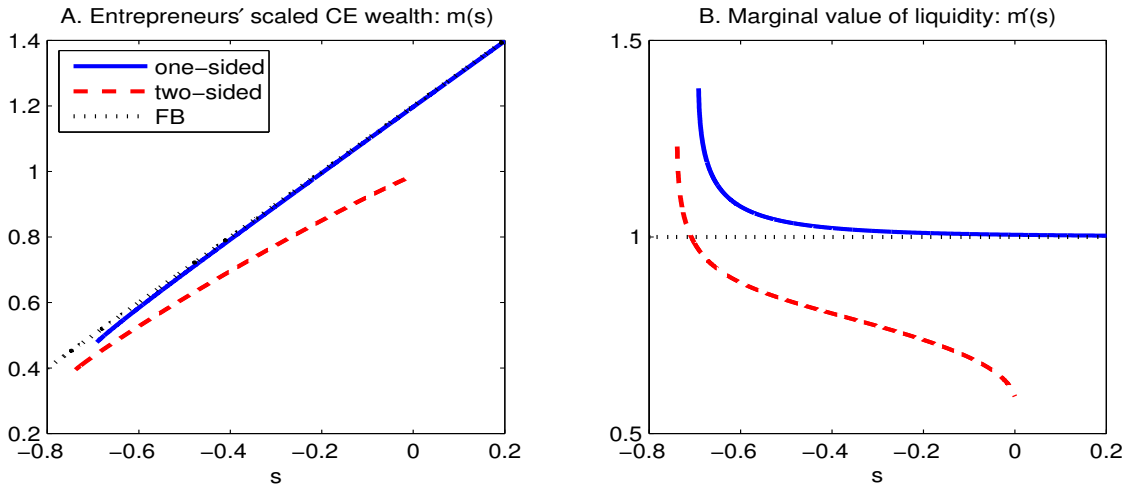 A. Entrepreneurs′ scaled CE wealth: m(s)
1.4
1.2
1
0.8
0.6
0.4
0.2
one−sided
two−sided
FB
−0.8 −0.6 −0.4 −0.2 0 0.2
s
B. Marginal value of liquidity: m′(s)
1.5
1
0.5
−0.8 −0.6 −0.4 −0.2 0 0.2
s